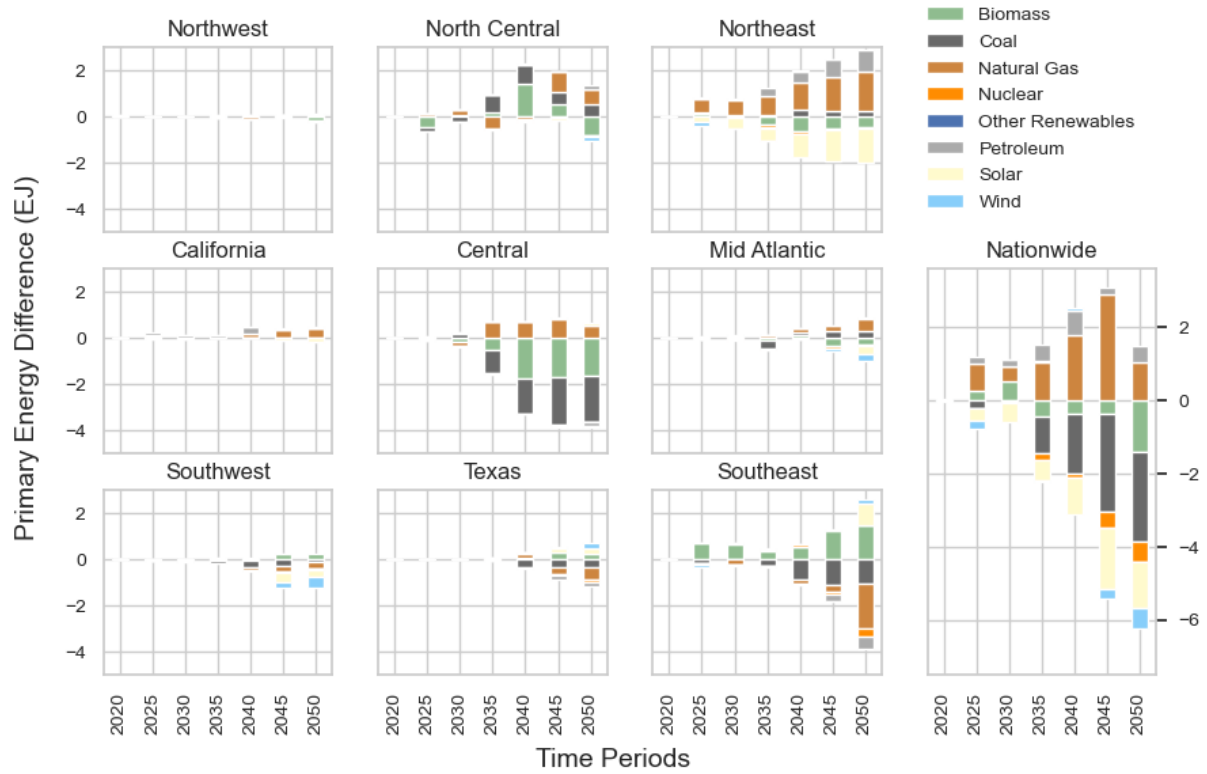 Biomass
Coal
Natural Gas
Nuclear
Other Renewables
Petroleum
Solar
Wind
Northwest
North Central
Northeast
2
0
−2
−4
California
Central
Mid Atlantic
Nationwide
2
0
−2
−4
Southwest
Texas
Southeast
2
0
−2
−4
2
0
−2
−4
−6
Primary Energy Difference (EJ)
2020 2025 2030 2035 2040 2045 2050
2020 2025 2030 2035 2040 2045 2050
2020 2025 2030 2035 2040 2045 2050
2020 2025 2030 2035 2040 2045 2050
Time Periods